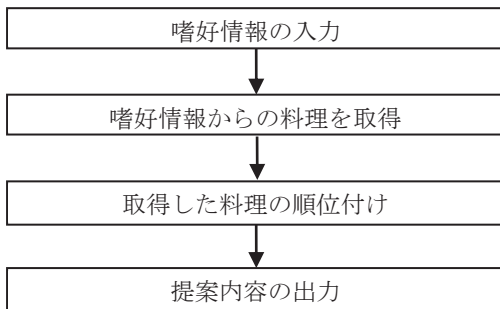 嗜好情報の入力
嗜好情報からの料理を取得
取得した料理の順位付け
提案内容の出力